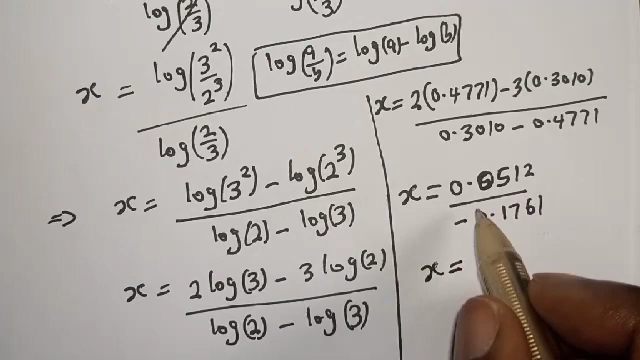 log(2/3)
x = log(3²/2³) / log(2/3)
log(a/b) = log(a) - log(b)
⇒ x = log(3²) - log(2³) / log(2) - log(3)
x = 2log(3) - 3log(2) / log(2) - log(3)
x = 2(0.4771) - 3(0.3010) / 0.3010 - 0.4771
x = 0.0512 / -0.1761
x =